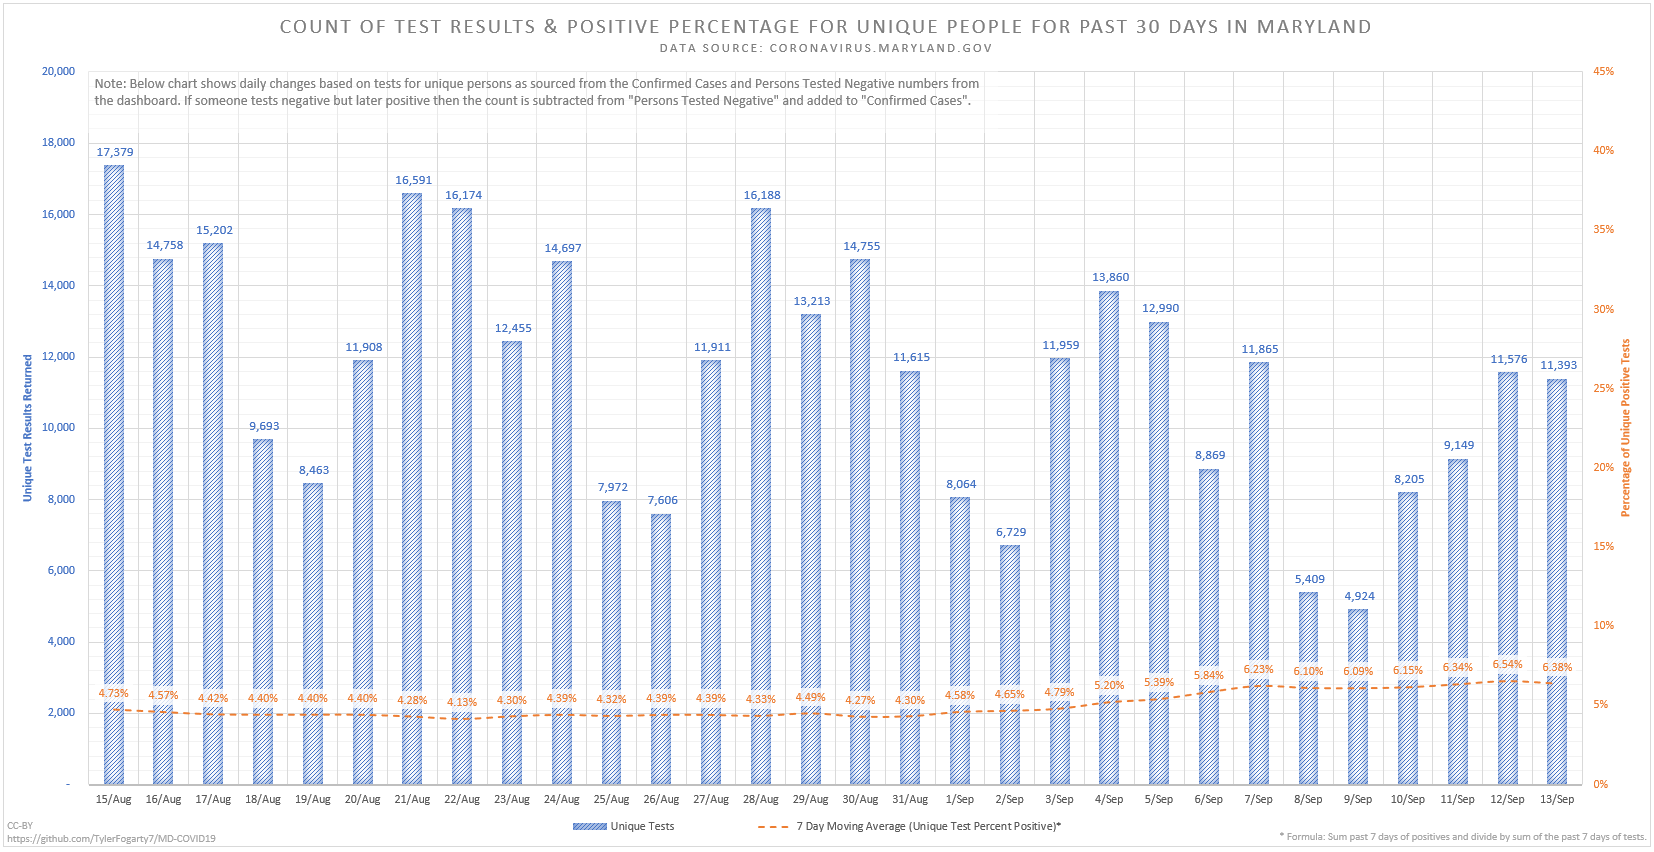 COUNT OF TEST RESULTS & POSITIVE PERCENTAGE FOR UNIQUE PEOPLE FOR PAST 30 DAYS IN MARYLAND
DATA SOURCE: CORONAVIRUS.MARYLAND.GOV
Note: Below chart shows daily changes based on tests for unique persons as sourced from the Confirmed Cases and Persons Tested Negative numbers from
the dashboard. If someone tests negative but later positive then the count is subtracted from "Persons Tested Negative" and added to "Confirmed Cases".
Unique Test Results Returned
20,000
18,000
16,000
14,000
12,000
10,000
8,000
6,000
4,000
2,000
-
17,379
14,758
15,202
9,693
8,463
11,908
16,591
16,174
12,455
14,697
7,972
7,606
11,911
16,188
13,213
14,755
11,615
8,064
6,729
11,959
13,860
12,990
8,869
11,865
5,409
4,924
8,205
9,149
11,576
11,393
4.73%
4.57%
4.42%
4.40%
4.40%
4.40%
4.28%
4.13%
4.30%
4.39%
4.32%
4.39%
4.39%
4.33%
4.49%
4.27%
4.30%
4.58%
4.65%
4.79%
5.20%
5.39%
5.84%
6.23%
6.10%
6.09%
6.15%
6.34%
6.54%
6.38%
45%
40%
35%
30%
25%
20%
15%
10%
5%
0%
Percentage of Unique Positive Tests
15/Aug
16/Aug
17/Aug
18/Aug
19/Aug
20/Aug
21/Aug
22/Aug
23/Aug
24/Aug
25/Aug
26/Aug
27/Aug
28/Aug
29/Aug
30/Aug
31/Aug
1/Sep
2/Sep
3/Sep
4/Sep
5/Sep
6/Sep
7/Sep
8/Sep
9/Sep
10/Sep
11/Sep
12/Sep
13/Sep
Unique Tests
7 Day Moving Average (Unique Test Percent Positive)*
CC-BY
https://github.com/TylerFogarty7/MD-COVID19
* Formula: Sum past 7 days of positives and divide by sum of the past 7 days of tests.